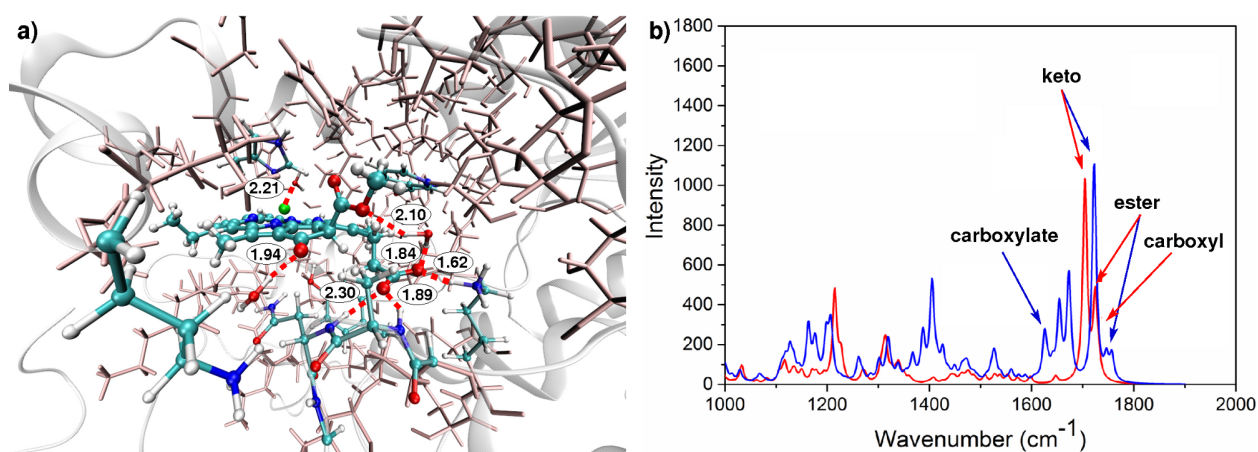 a)
2.21
2.10
1.94
1.84
1.62
2.30
1.89
b)
1800
1600
1400
1200
1000
800
600
400
200
0
Intensity
keto
ester
carboxylate
carboxyl
1000
1200
1400
1600
1800
2000
Wavenumber (cm-1)